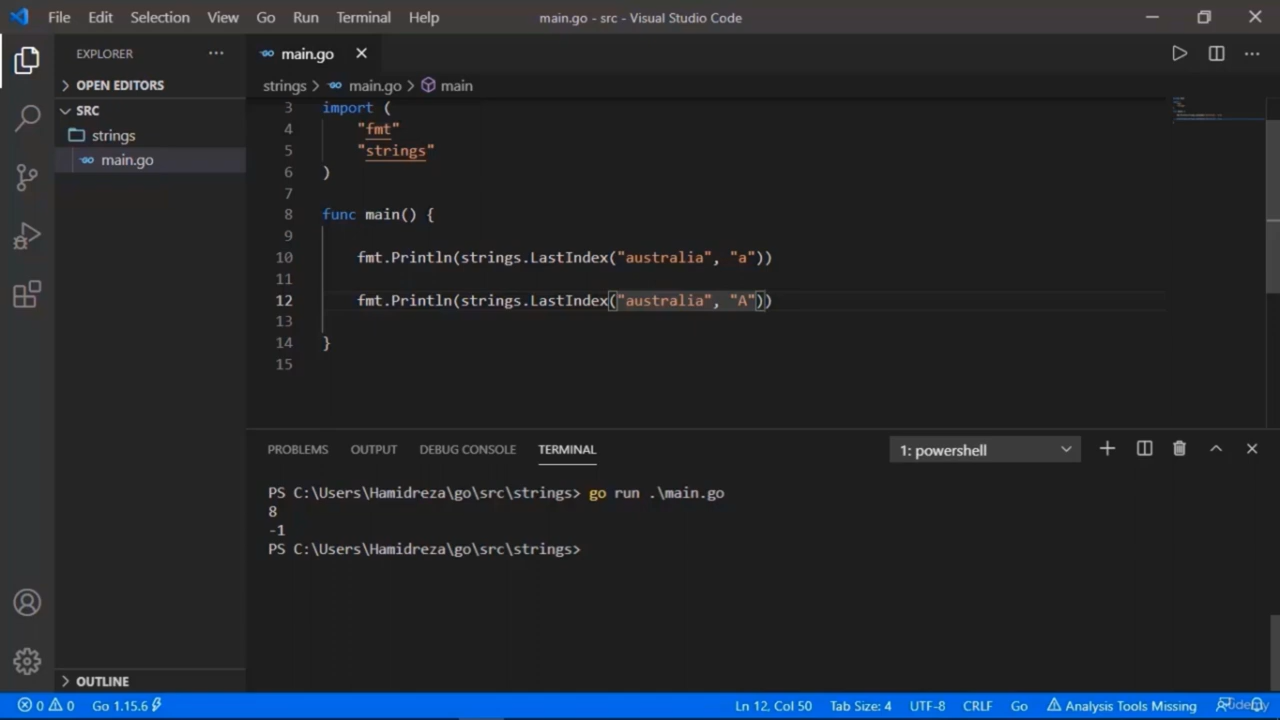 File Edit Selection View Go Run Terminal Help main.go - src - Visual Studio Code
EXPLORER
main.go
OPEN EDITORS
strings > main.go > main
SRC
strings
main.go
3 import (
4 "fmt"
5 "strings"
6 )
7
8 func main() {
9
10 fmt.Println(strings.LastIndex("australia", "a"))
11
12 fmt.Println(strings.LastIndex("australia", "A"))
13
14 }
15
PROBLEMS OUTPUT DEBUG CONSOLE TERMINAL 1: powershell
PS C:\Users\Hamidreza\go\src\strings> go run .\main.go
8
-1
PS C:\Users\Hamidreza\go\src\strings>
OUTLINE
0 0 Go 1.15.6 Ln 12, Col 50 Tab Size: 4 UTF-8 CRLF Go Analysis Tools Missing